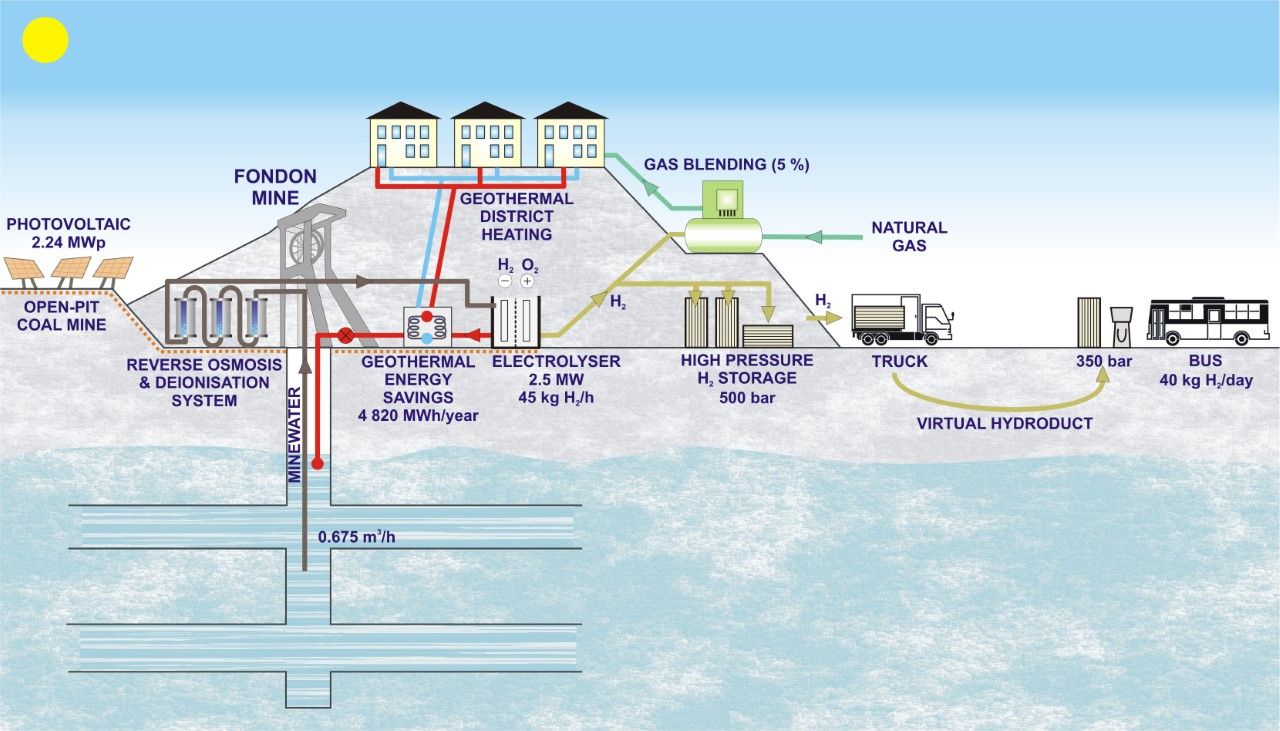 GAS BLENDING (5 %)
FONDON
MINE
GEOTHERMAL
DISTRICT
HEATING
PHOTOVOLTAIC
2.24 MWp
NATURAL
GAS
H₂ O₂
− +
OPEN-PIT
COAL MINE
H₂
H₂
REVERSE OSMOSIS
& DEIONISATION
SYSTEM
GEOTHERMAL
ENERGY
SAVINGS
4 820 MWh/year
ELECTROLYSER
2.5 MW
45 kg H₂/h
HIGH PRESSURE
H₂ STORAGE
500 bar
TRUCK
350 bar
BUS
40 kg H₂/day
VIRTUAL HYDRODUCT
MINEWATER
0.675 m³/h